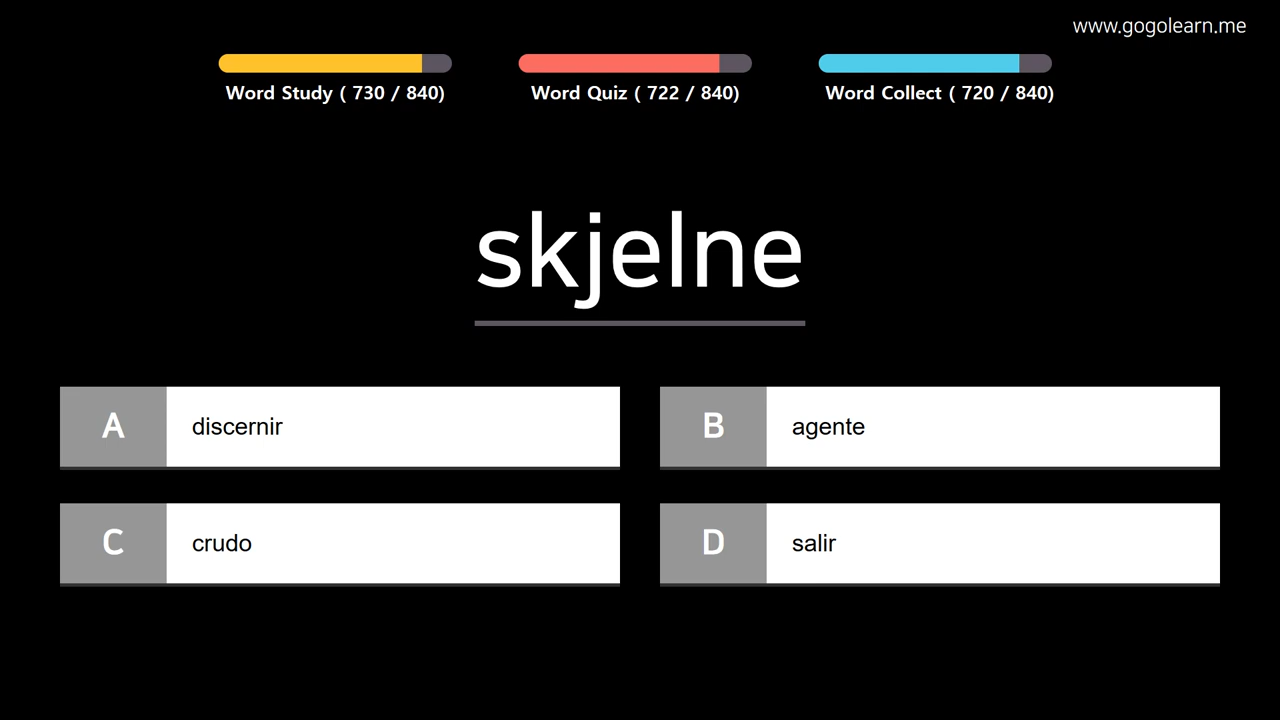 www.gogolearn.me
Word Study ( 730 / 840)
Word Quiz ( 722 / 840)
Word Collect ( 720 / 840)
skjelne
A discernir
B agente
C crudo
D salir